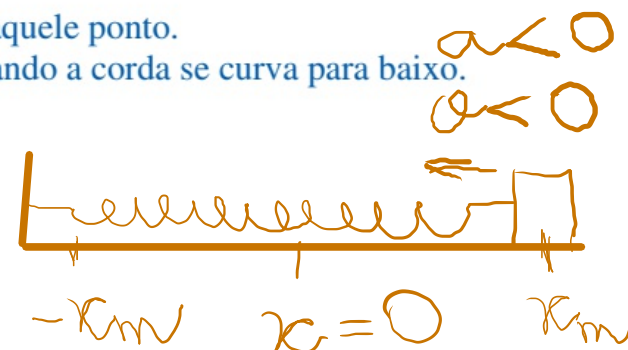 aquele ponto.
ando a corda se curva para baixo.
a < 0
a < 0
-xm x = 0 xm